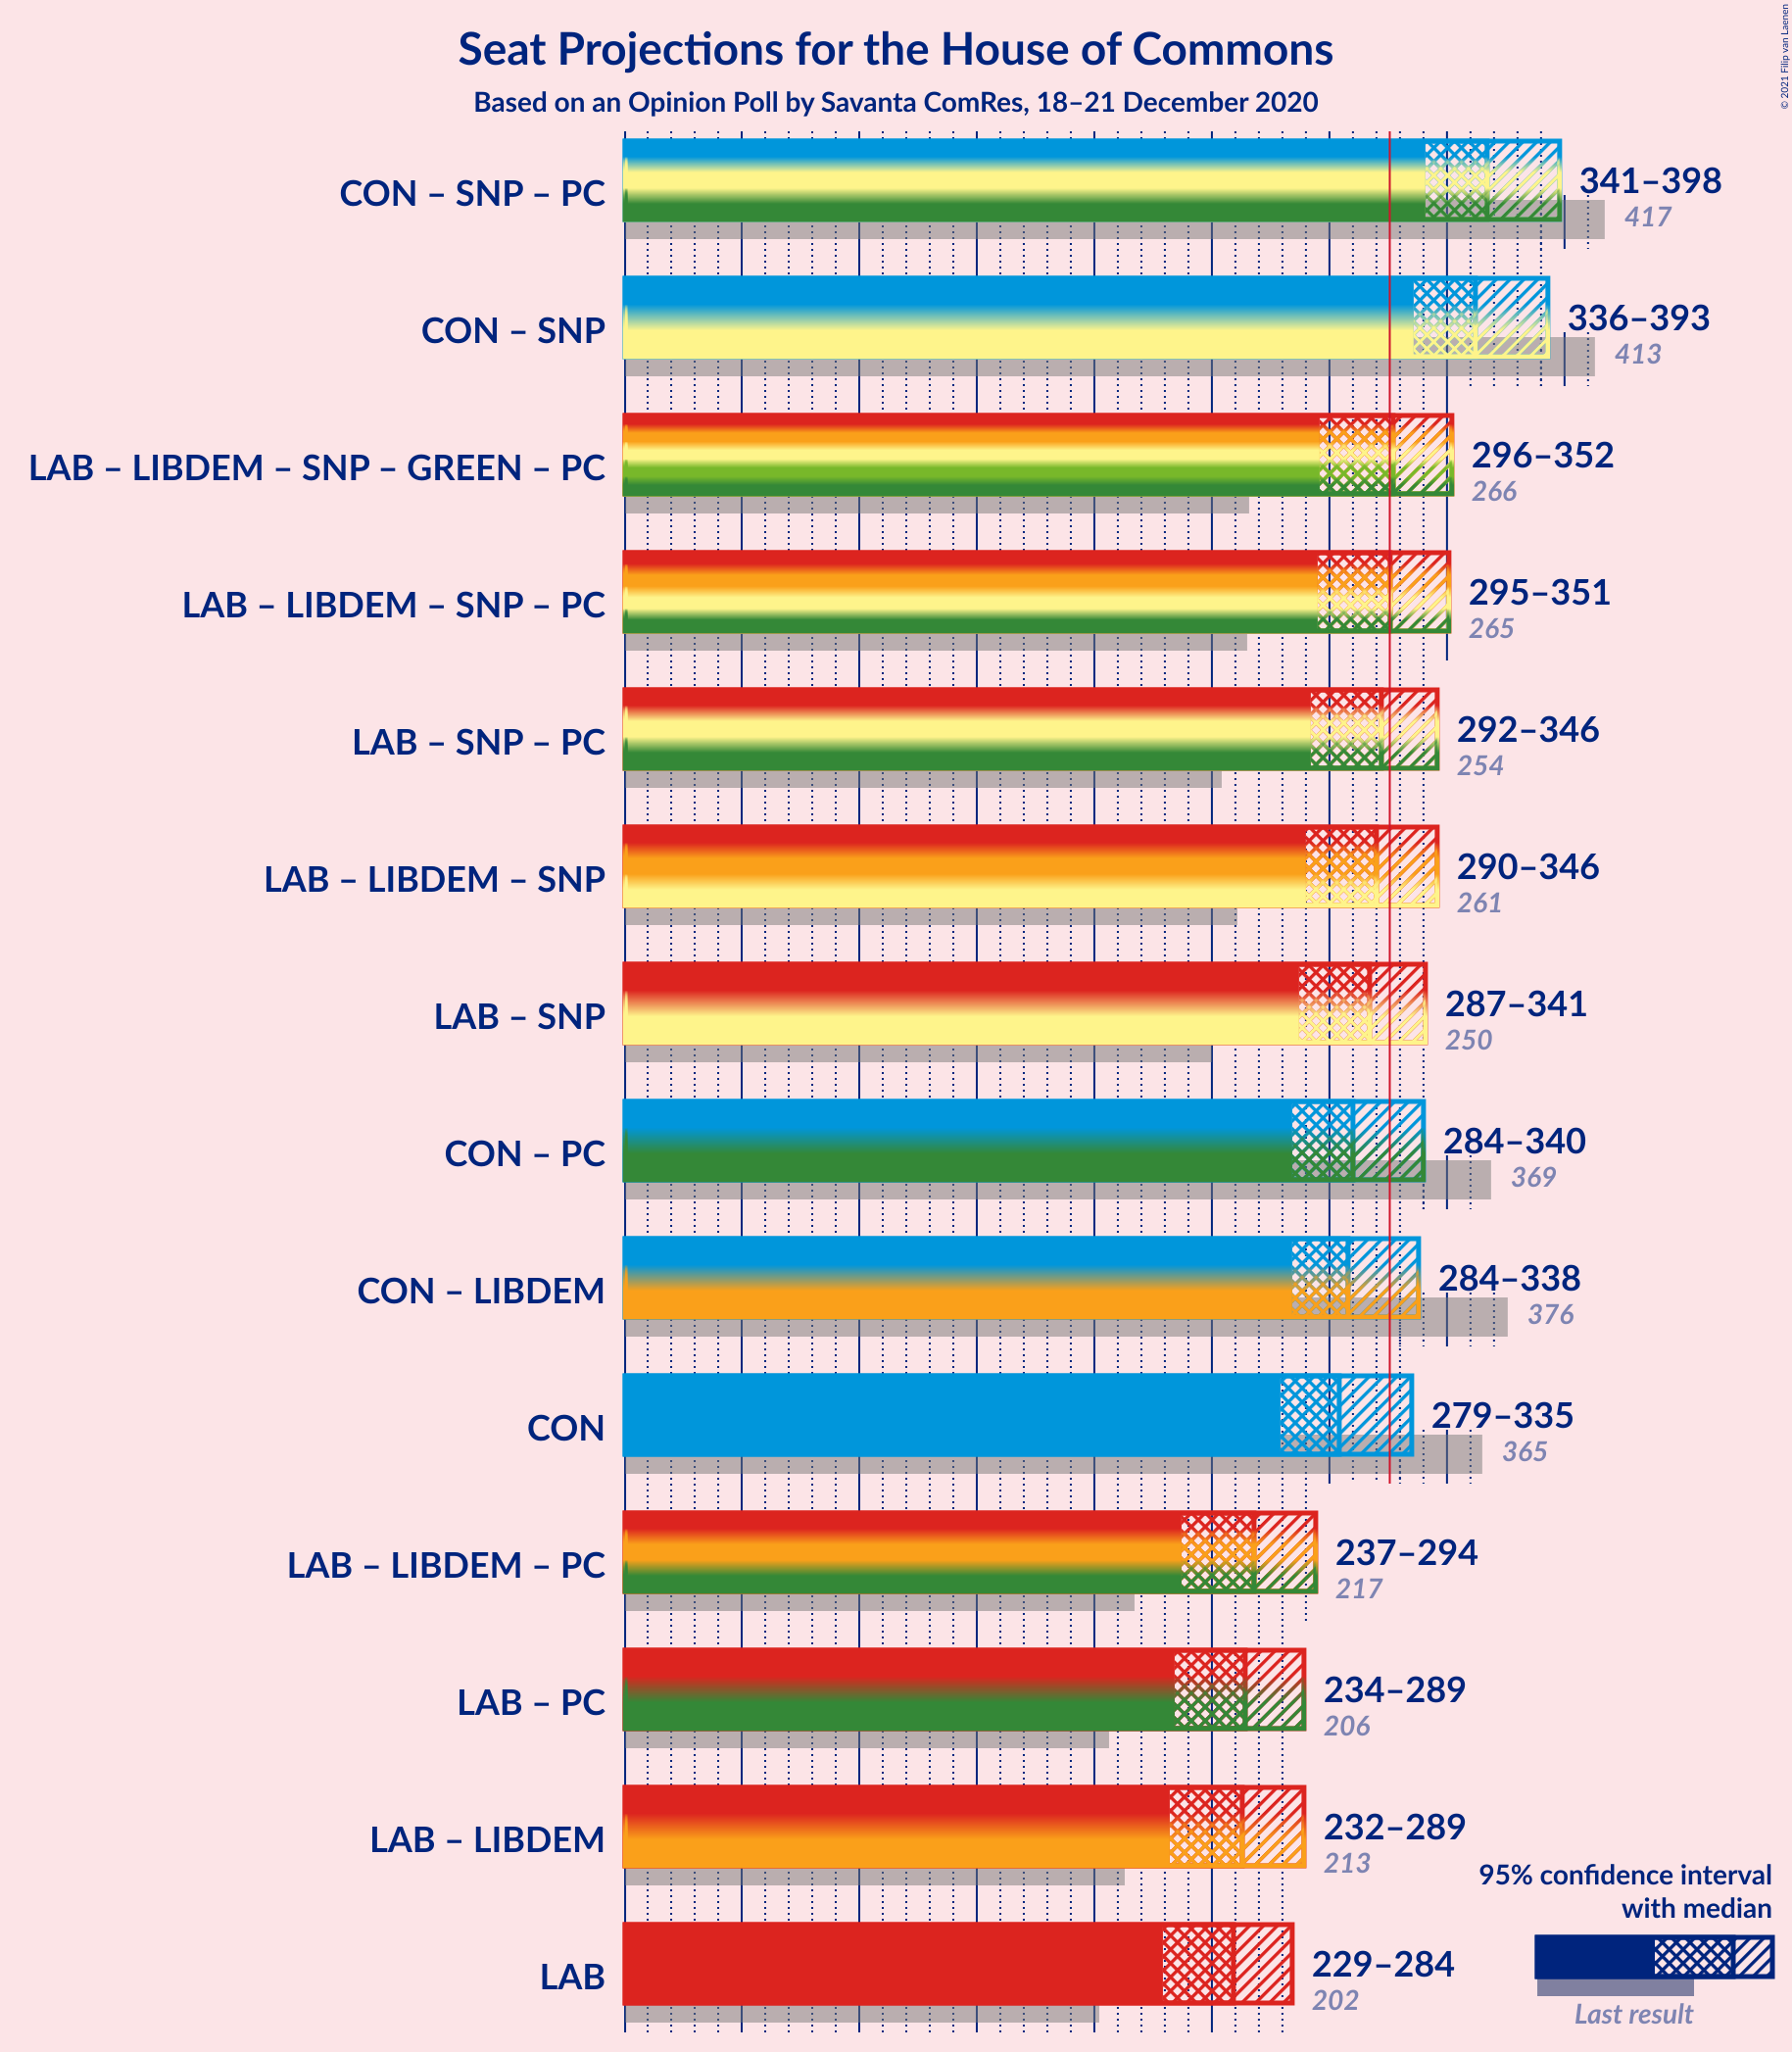 Seat Projections for the House of Commons
Based on an Opinion Poll by Savanta ComRes, 18–21 December 2020
© 2021 Filip van Laenen
CON – SNP – PC
341–398
417
CON – SNP
336–393
413
LAB – LIBDEM – SNP – GREEN – PC
296–352
266
LAB – LIBDEM – SNP – PC
295–351
265
LAB – SNP – PC
292–346
254
LAB – LIBDEM – SNP
290–346
261
LAB – SNP
287–341
250
CON – PC
284–340
369
CON – LIBDEM
284–338
376
CON
279–335
365
LAB – LIBDEM – PC
237–294
217
LAB – PC
234–289
206
LAB – LIBDEM
232–289
213
LAB
229–284
202
95% confidence interval
with median
Last result